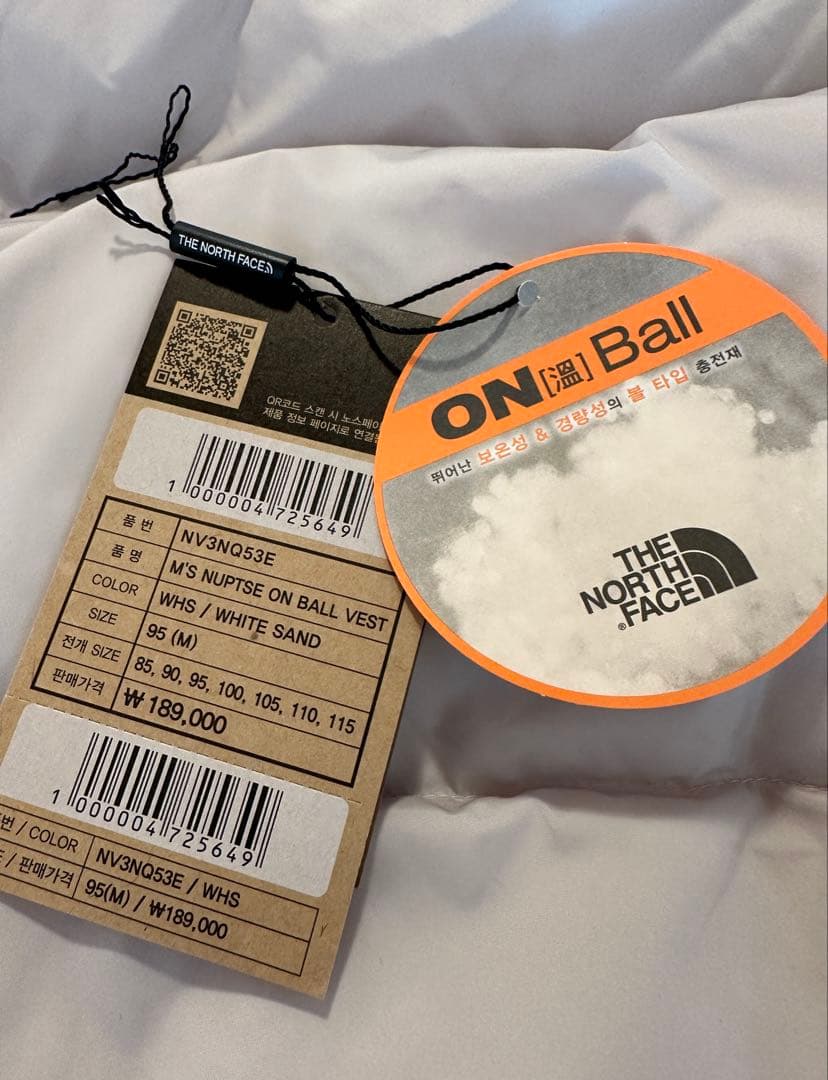 THE NORTH FACE
QR코드 스캔 시 노스페이
제품 정보 페이지로 연결
1 000004 725649
품 번 NV3NQ53E
품 명 M'S NUPTSE ON BALL VEST
COLOR WHS / WHITE SAND
SIZE 95 (M)
전개 SIZE 85, 90, 95, 100, 105, 110, 115
판매가격 ₩189,000
1 000004 725649
번 / COLOR NV3NQ53E / WHS
/ 판매가격 95(M) / ₩189,000
ON[溫] Ball
뛰어난 보온성 & 경량성의 볼 타입 충전재
THE
NORTH
FACE